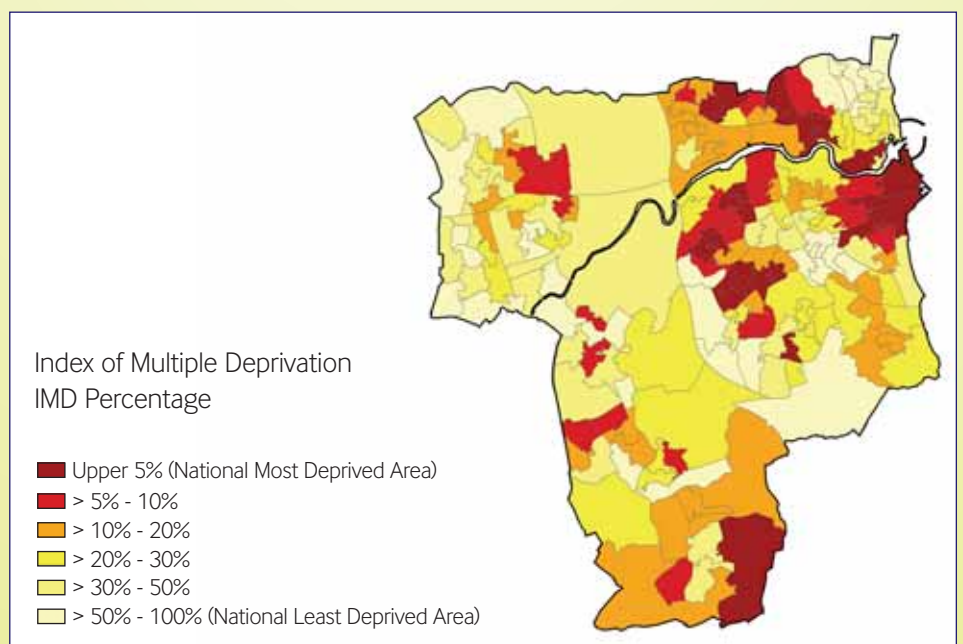 Index of Multiple Deprivation
IMD Percentage
Upper 5% (National Most Deprived Area)
> 5% - 10%
> 10% - 20%
> 20% - 30%
> 30% - 50%
> 50% - 100% (National Least Deprived Area)